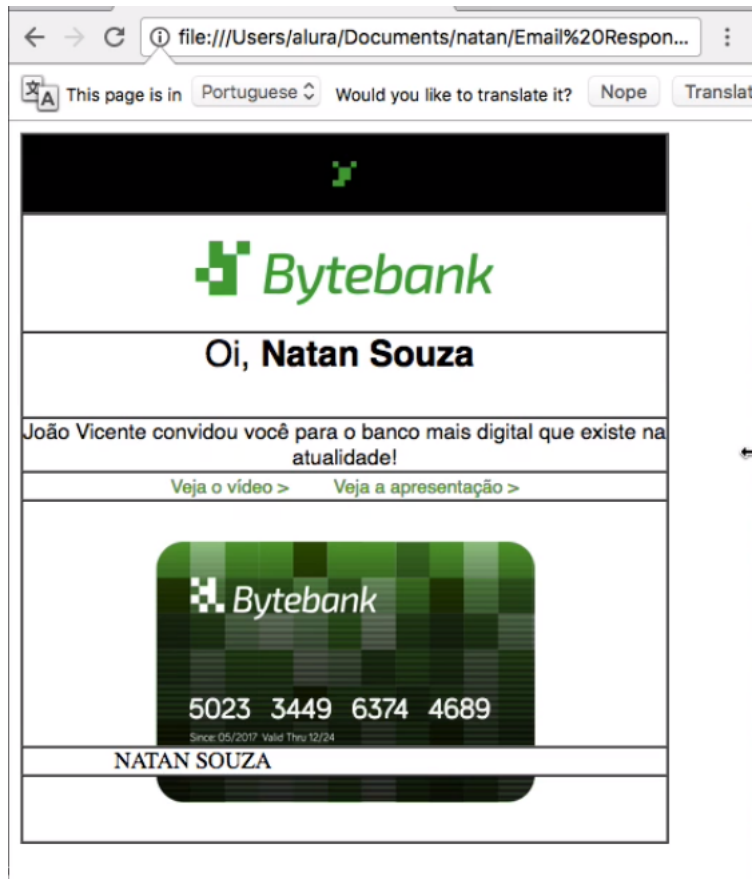 file:///Users/alura/Documents/natan/Email%20Respon...
This page is in Portuguese Would you like to translate it? Nope Translat
Bytebank
Oi, Natan Souza
João Vicente convidou você para o banco mais digital que existe na
atualidade!
Veja o vídeo > Veja a apresentação >
Bytebank
5023 3449 6374 4689
Since: 05/2017 Valid Thru 12/24
NATAN SOUZA